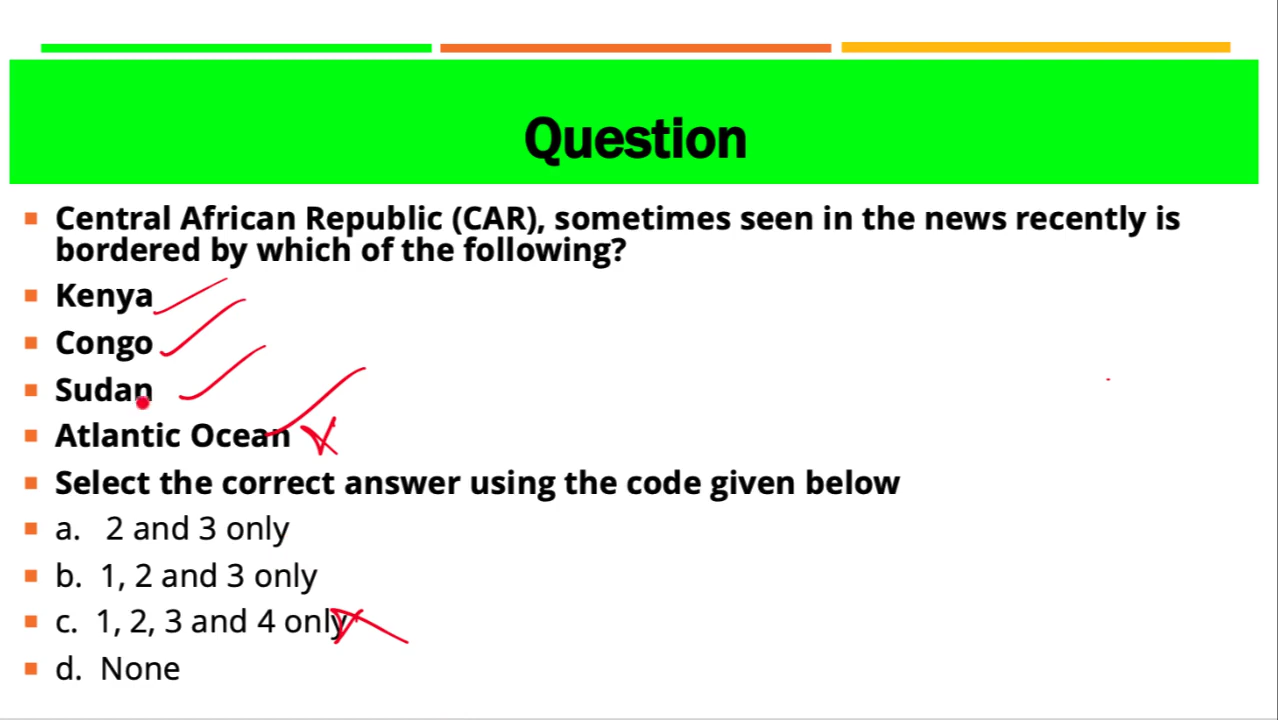 Question
Central African Republic (CAR), sometimes seen in the news recently is
bordered by which of the following?
Kenya
Congo
Sudan
Atlantic Ocean
Select the correct answer using the code given below
a. 2 and 3 only
b. 1, 2 and 3 only
c. 1, 2, 3 and 4 only
d. None